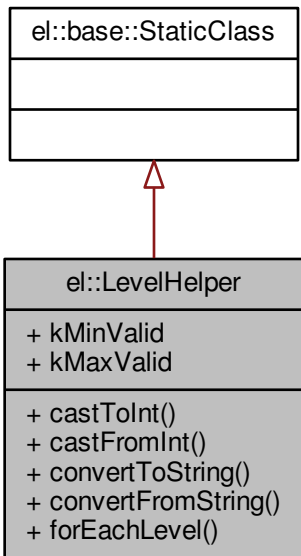 el::base::StaticClass
el::LevelHelper
+ kMinValid
+ kMaxValid
+ castToInt()
+ castFromInt()
+ convertToString()
+ convertFromString()
+ forEachLevel()